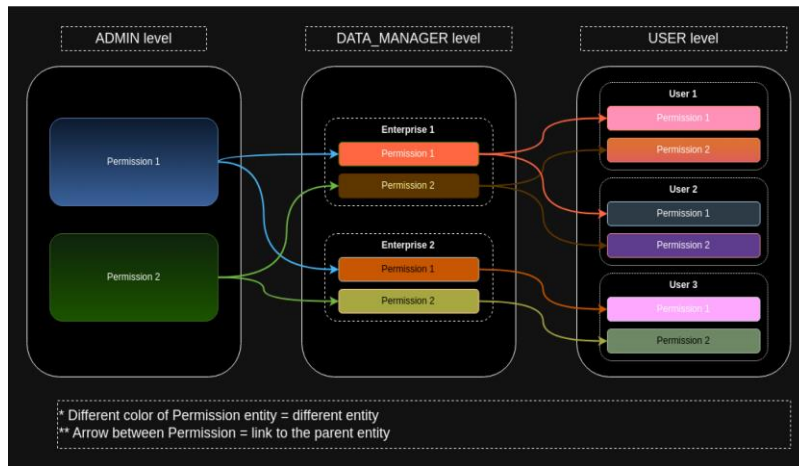 ADMIN level
DATA_MANAGER level
USER level
Permission 1
Permission 2
Enterprise 1
Permission 1
Permission 2
Enterprise 2
Permission 1
Permission 2
User 1
Permission 1
Permission 2
User 2
Permission 1
Permission 2
User 3
Permission 1
Permission 2
* Different color of Permission entity = different entity
** Arrow between Permission = link to the parent entity